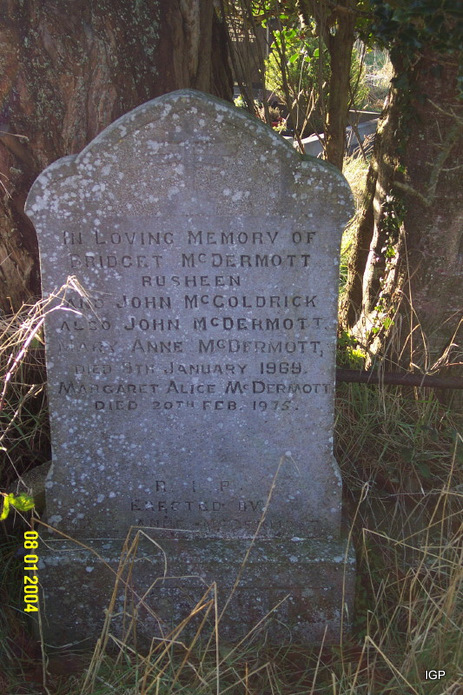 IN LOVING MEMORY OF
BRIDGET McDERMOTT
RUSHEEN
AND JOHN McGOLDRICK
ALSO JOHN McDERMOTT.
MARY ANNE McDERMOTT,
DIED 9TH JANUARY 1969.
MARGARET ALICE McDERMOTT
DIED 20TH FEB. 1975.
R. I. P.
ERECTED BY
08 01 2004
IGP